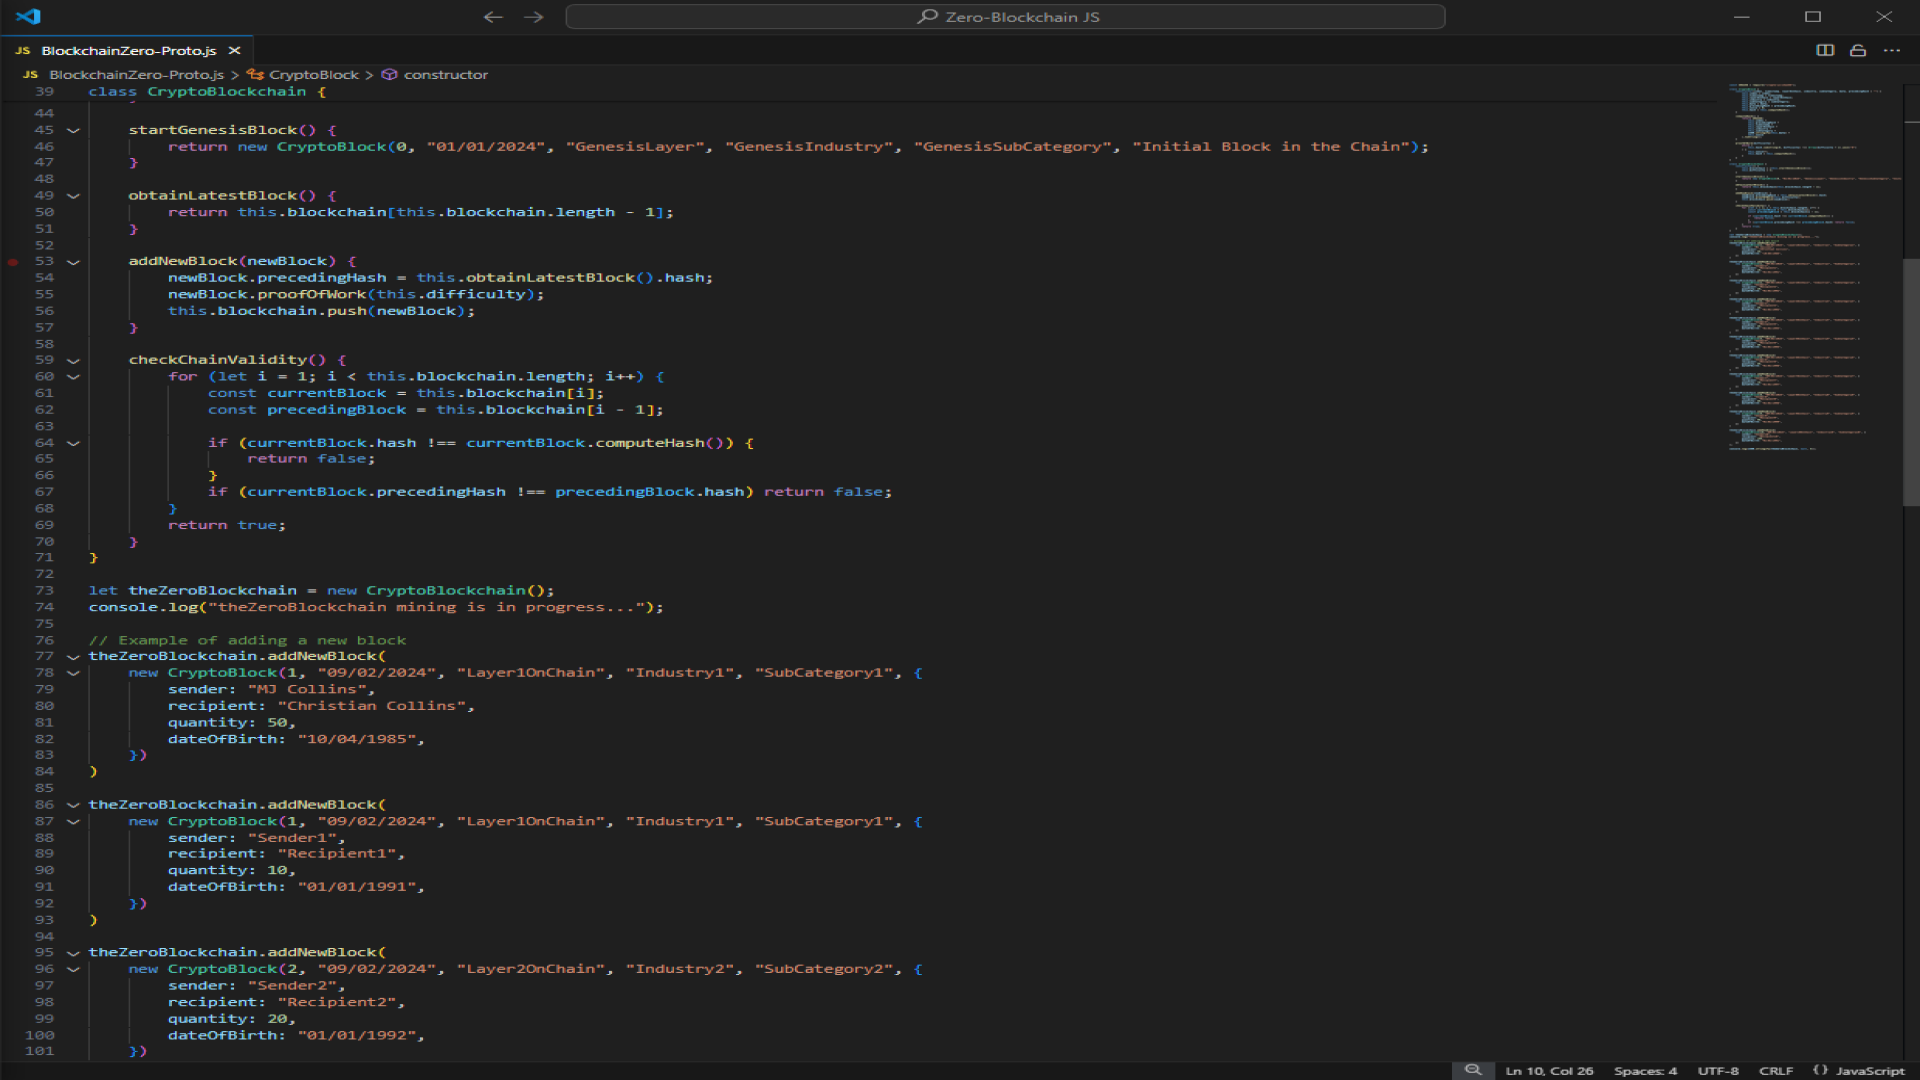 Zero-Blockchain JS
JS BlockchainZero-Proto.js
JS BlockchainZero-Proto.js > CryptoBlock > constructor
39 class CryptoBlockchain {
44
45 startGenesisBlock() {
46 return new CryptoBlock(0, "01/01/2024", "GenesisLayer", "GenesisIndustry", "GenesisSubCategory", "Initial Block in the Chain");
47 }
48
49 obtainLatestBlock() {
50 return this.blockchain[this.blockchain.length - 1];
51 }
52
53 addNewBlock(newBlock) {
54 newBlock.precedingHash = this.obtainLatestBlock().hash;
55 newBlock.proofOfWork(this.difficulty);
56 this.blockchain.push(newBlock);
57 }
58
59 checkChainValidity() {
60 for (let i = 1; i < this.blockchain.length; i++) {
61 const currentBlock = this.blockchain[i];
62 const precedingBlock = this.blockchain[i - 1];
63
64 if (currentBlock.hash !== currentBlock.computeHash()) {
65 return false;
66 }
67 if (currentBlock.precedingHash !== precedingBlock.hash) return false;
68 }
69 return true;
70 }
71 }
72
73 let theZeroBlockchain = new CryptoBlockchain();
74 console.log("theZeroBlockchain mining is in progress...");
75
76 // Example of adding a new block
77 theZeroBlockchain.addNewBlock(
78 new CryptoBlock(1, "09/02/2024", "Layer1OnChain", "Industry1", "SubCategory1", {
79 sender: "MJ Collins",
80 recipient: "Christian Collins",
81 quantity: 50,
82 dateOfBirth: "10/04/1985",
83 })
84 )
85
86 theZeroBlockchain.addNewBlock(
87 new CryptoBlock(1, "09/02/2024", "Layer1OnChain", "Industry1", "SubCategory1", {
88 sender: "Sender1",
89 recipient: "Recipient1",
90 quantity: 10,
91 dateOfBirth: "01/01/1991",
92 })
93 )
94
95 theZeroBlockchain.addNewBlock(
96 new CryptoBlock(2, "09/02/2024", "Layer2OnChain", "Industry2", "SubCategory2", {
97 sender: "Sender2",
98 recipient: "Recipient2",
99 quantity: 20,
100 dateOfBirth: "01/01/1992",
101 })
Ln 10, Col 26 Spaces: 4 UTF-8 CRLF {} JavaScript